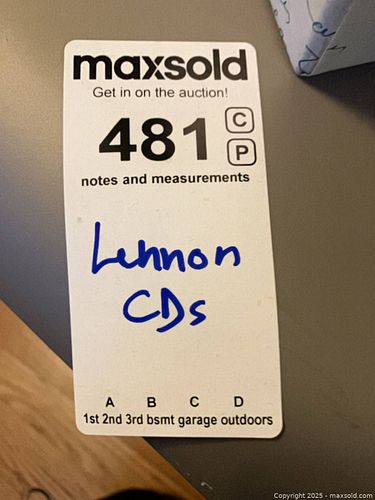 maxsold
Get in on the auction!
481
C
P
notes and measurements
Lennon
CDs
A B C D
1st 2nd 3rd bsmt garage outdoors
Copyright 2025 - maxsold.com